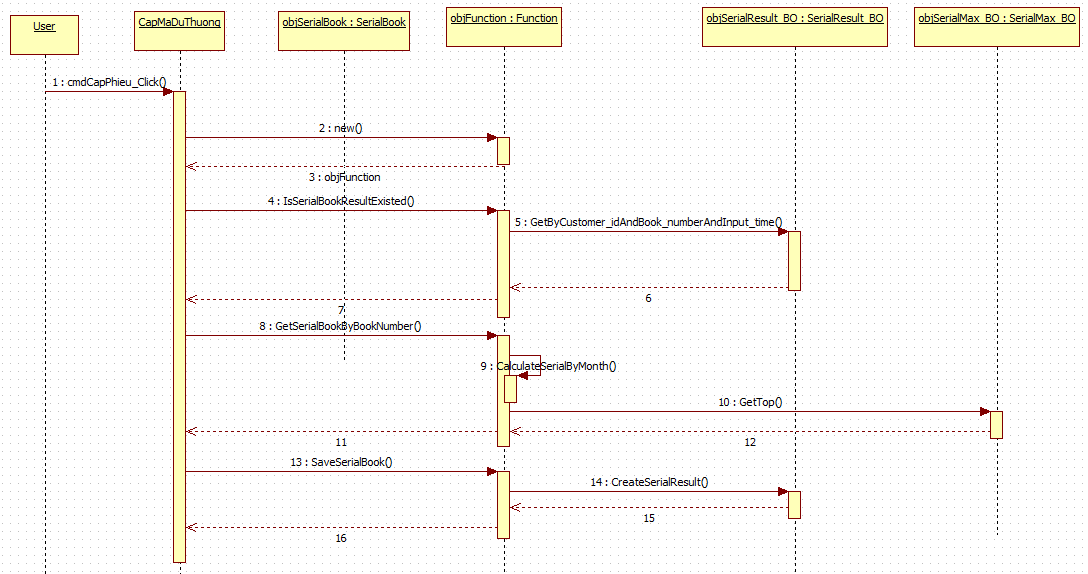 User
CapMaDuThuong
objSerialBook : SerialBook
objFunction : Function
objSerialResult_BO : SerialResult_BO
objSerialMax_BO : SerialMax_BO
1 : cmdCapPhieu_Click()
2 : new()
3 : objFunction
4 : IsSerialBookResultExisted()
5 : GetByCustomer_idAndBook_numberAndInput_time()
6
7
8 : GetSerialBookByBookNumber()
9 : CalculateSerialByMonth()
10 : GetTop()
11
12
13 : SaveSerialBook()
14 : CreateSerialResult()
15
16